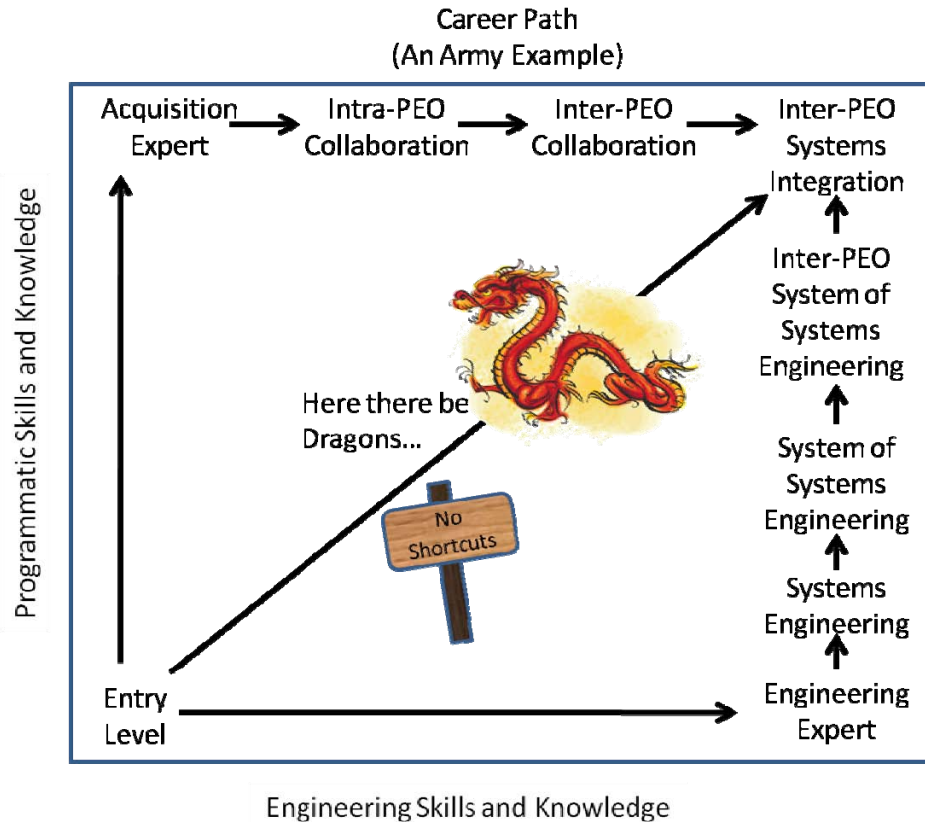 Career Path
(An Army Example)
Acquisition
Expert
Intra-PEO
Collaboration
Inter-PEO
Collaboration
Inter-PEO
Systems
Integration
Inter-PEO
System of
Systems
Engineering
Here there be
Dragons...
System of
Systems
Engineering
No
Shortcuts
Systems
Engineering
Entry
Level
Engineering
Expert
Programmatic Skills and Knowledge
Engineering Skills and Knowledge